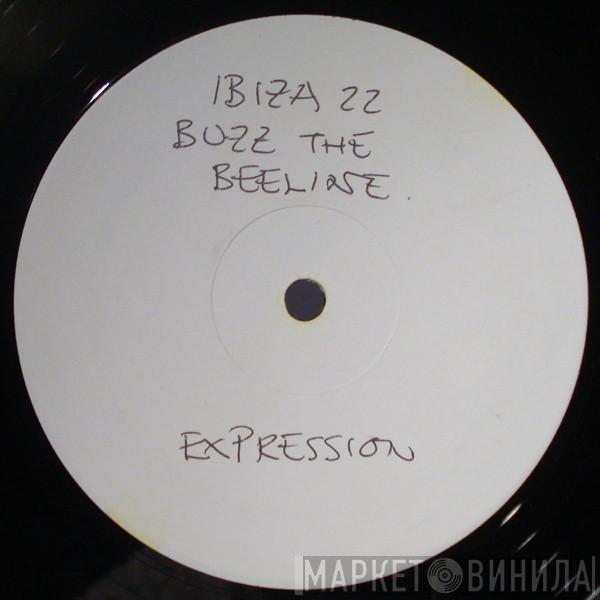 IBIZA 22
BUZZ THE
BEELINE.
EXPRESSION
МАРКЕТ ВИНИЛА